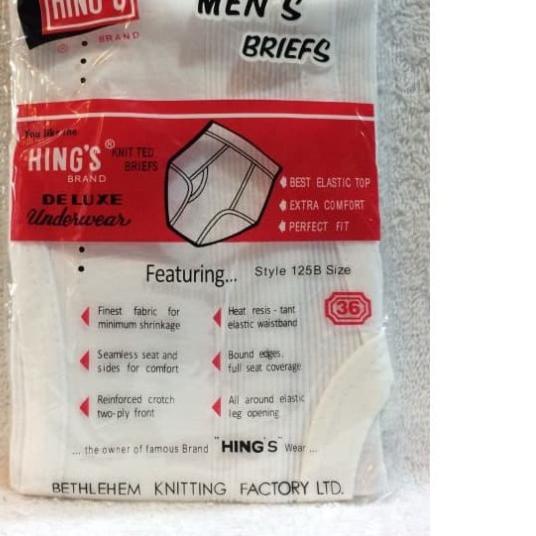 HING'S
MEN'S
® BRAND
BRIEFS
You like the
HING'S® KNITTED
BRIEFS
BRAND
DE LUXE
Underwear
BEST ELASTIC TOP
EXTRA COMFORT
PERFECT FIT
Featuring... Style 125B Size
36
Finest fabric for
minimum shrinkage
Heat resis - tant
elastic waistband
Seamless seat and
sides for comfort
Bound edges,
full seat coverage
Reinforced crotch
two-ply front
All around elastic
leg opening
... the owner of famous Brand "HING'S" Wear ...
BETHLEHEM KNITTING FACTORY LTD.